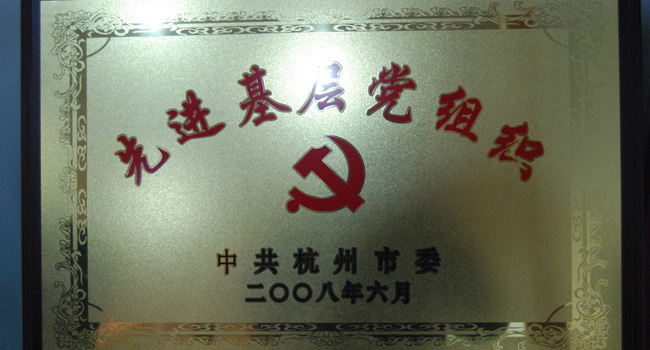 先进基层党组织
中共杭州市委
二〇〇八年六月